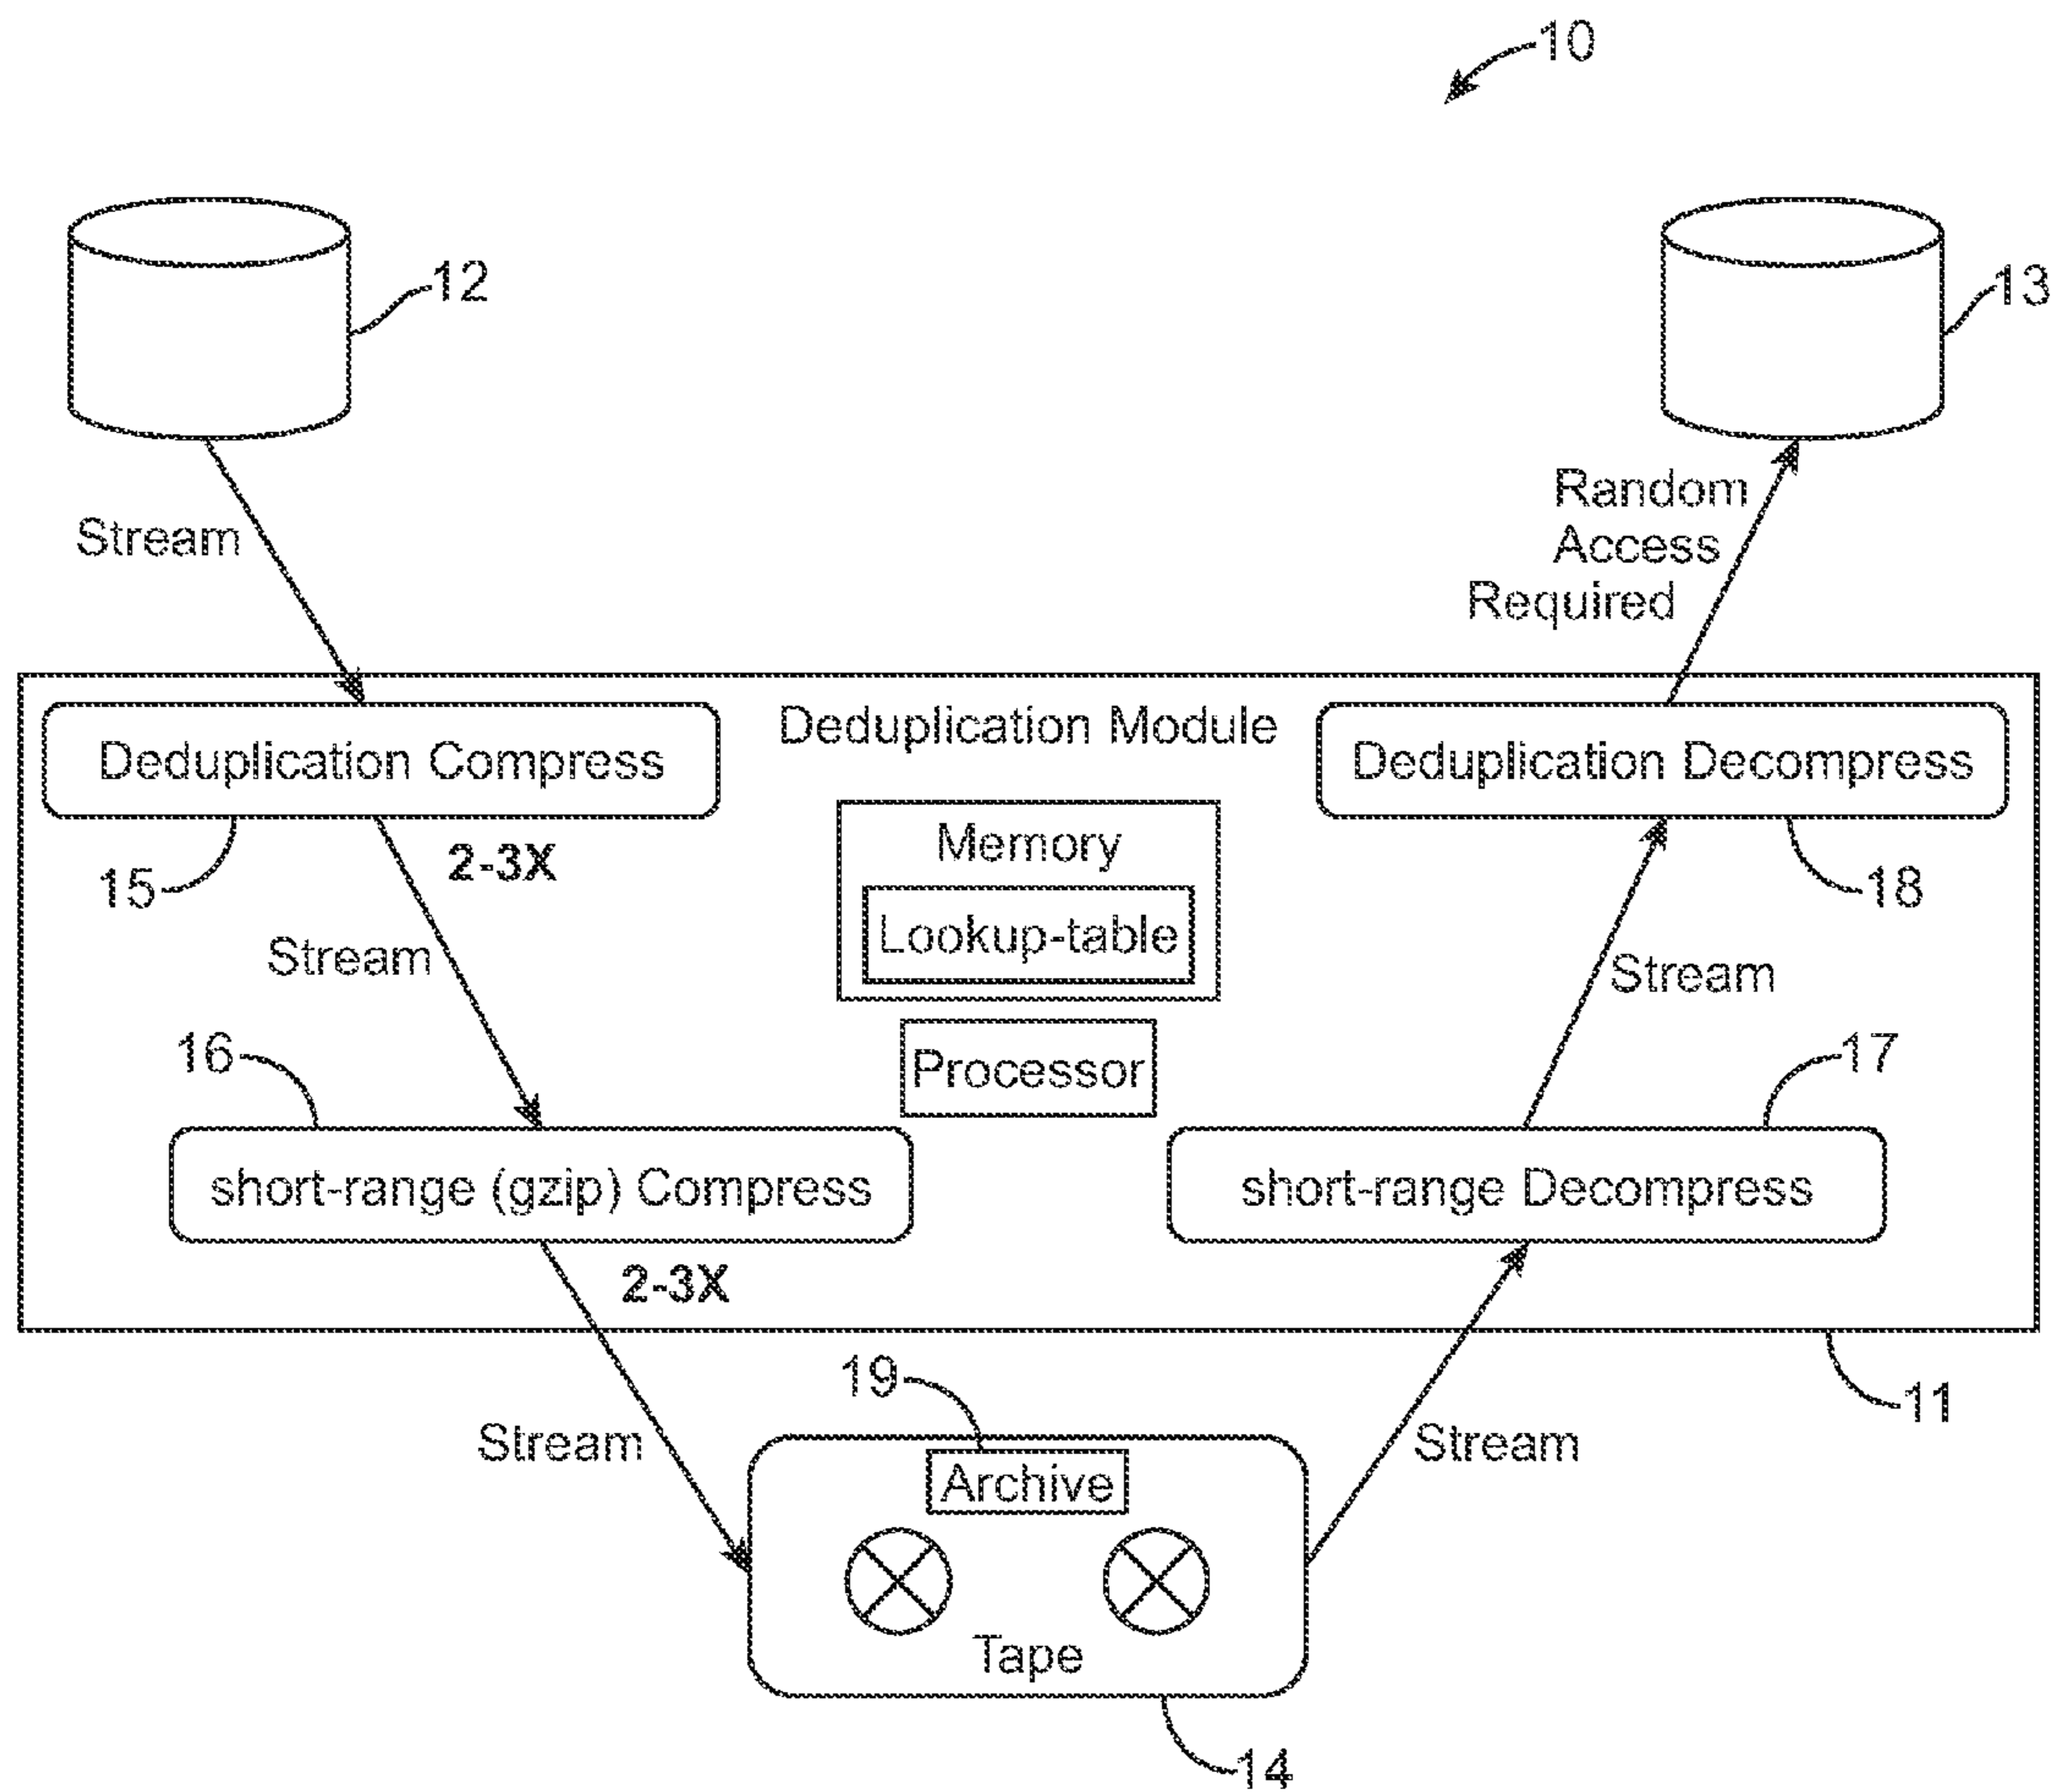 10
12
13
Stream
Random
Access
Required
Deduplication Module
Deduplication Compress
Deduplication Decompress
2-3X
Memory
15
18
Lookup-table
Stream
Stream
16
Processor
17
short-range (gzip) Compress
short-range Decompress
2-3X
19
11
Stream
Archive
Stream
Tape
14